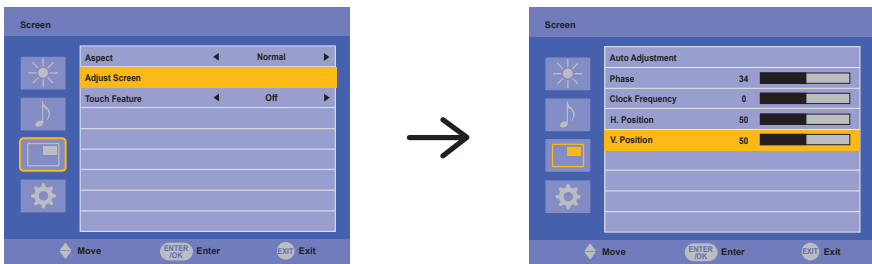 Screen
Aspect Normal
Adjust Screen
Touch Feature Off
Move ENTER /OK Enter EXIT Exit
Screen
Auto Adjustment
Phase 34
Clock Frequency 0
H. Position 50
V. Position 50
Move ENTER /OK Enter EXIT Exit